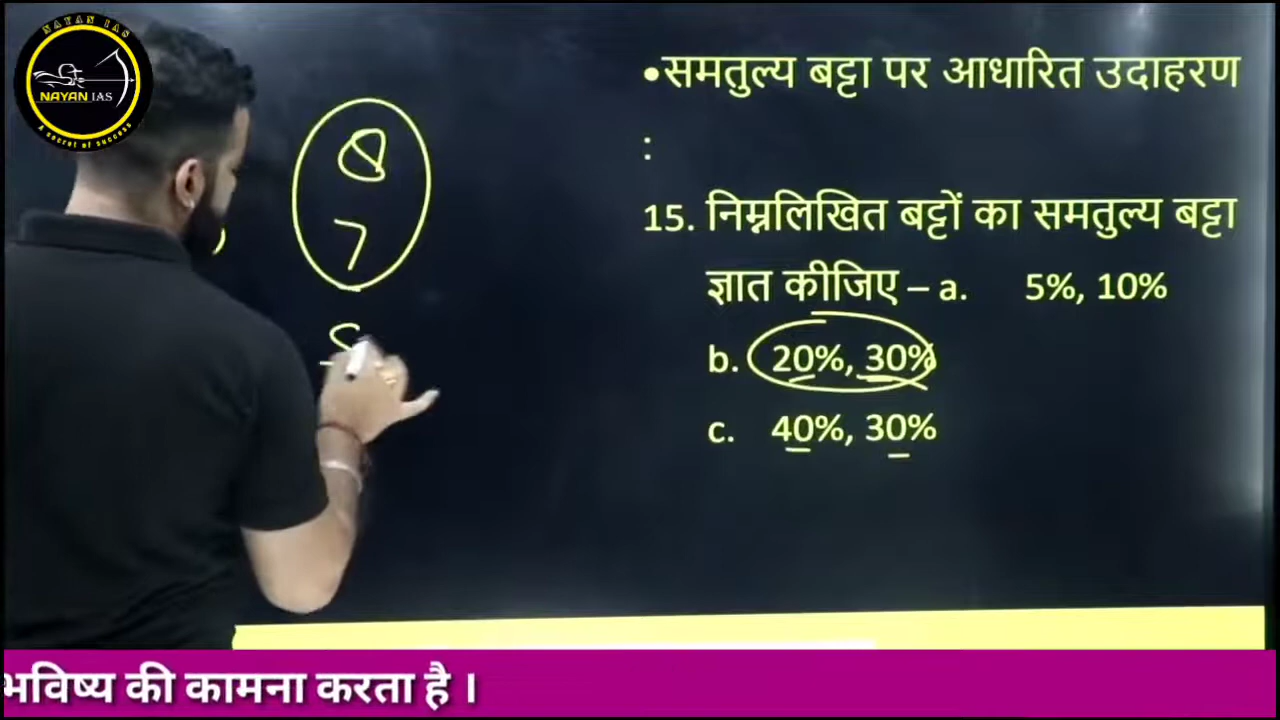 NAYAN IAS
NAYAN IAS
A secret of success
8
7
•समतुल्य बट्टा पर आधारित उदाहरण
:
15. निम्नलिखित बट्टों का समतुल्य बट्टा
ज्ञात कीजिए – a. 5%, 10%
b. 20%, 30%
c. 40%, 30%
भविष्य की कामना करता है ।